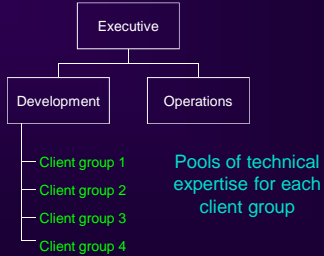 Executive
Development
Operations
Client group 1
Client group 2
Client group 3
Client group 4
Pools of technical
expertise for each
client group